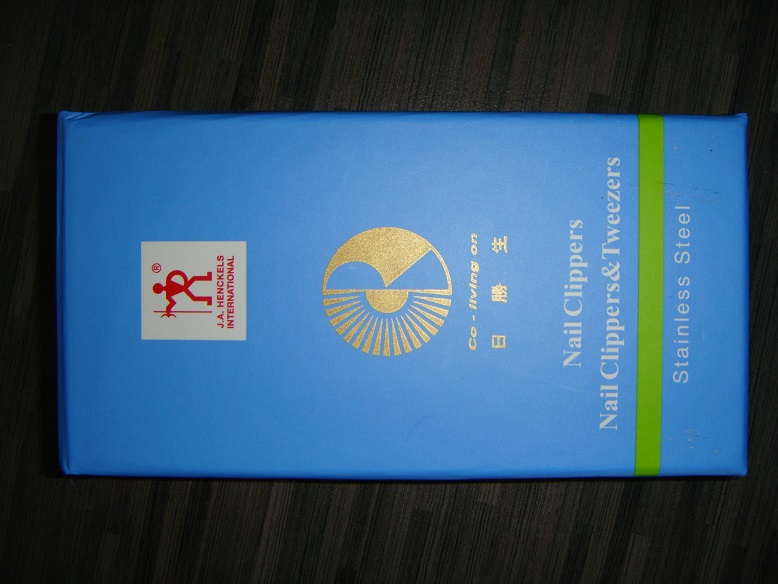 ®
J.A. HENCKELS
INTERNATIONAL
Co - living on
日 勝 生
Nail Clippers
Nail Clippers&Tweezers
Stainless Steel